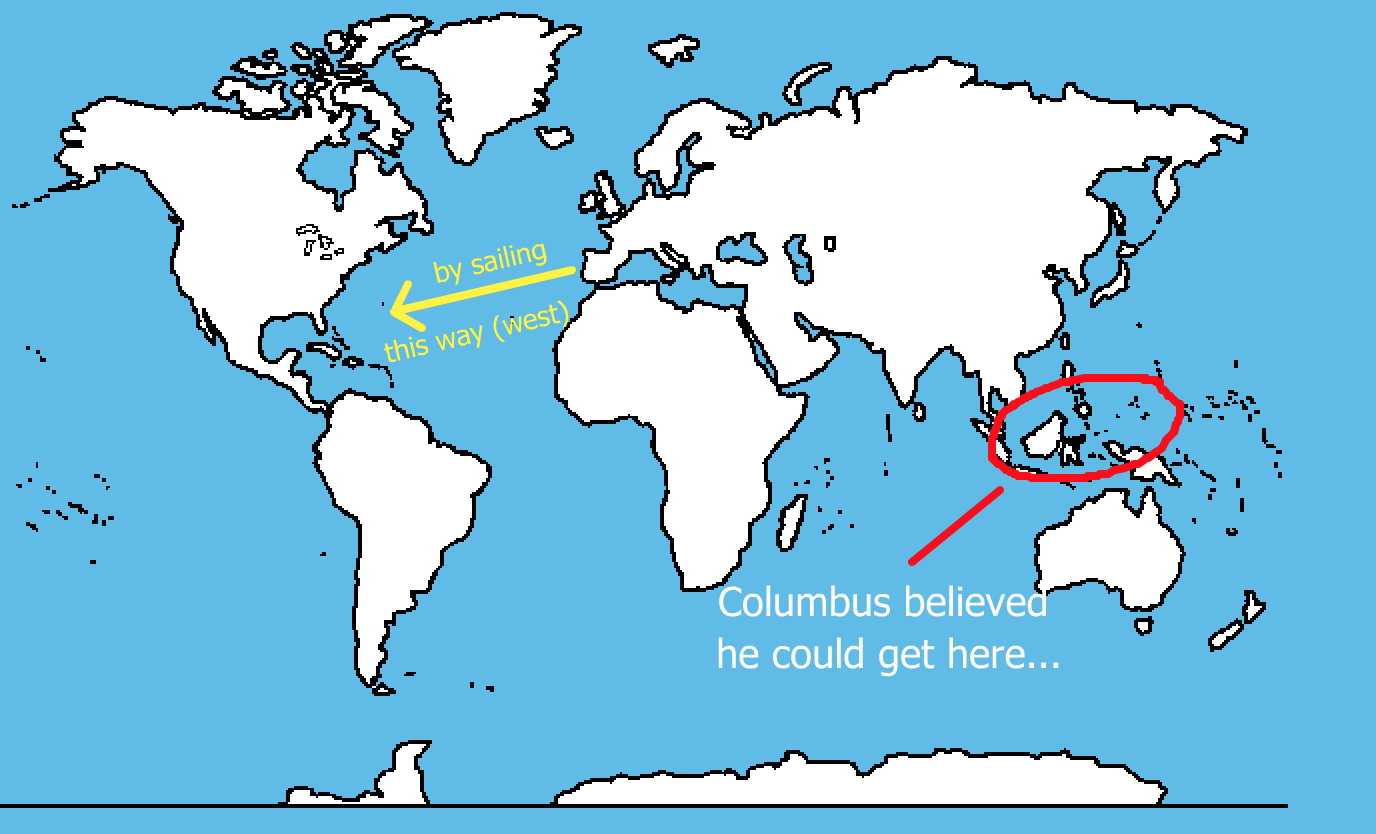 by sailing
this way (west)
Columbus believed
he could get here...